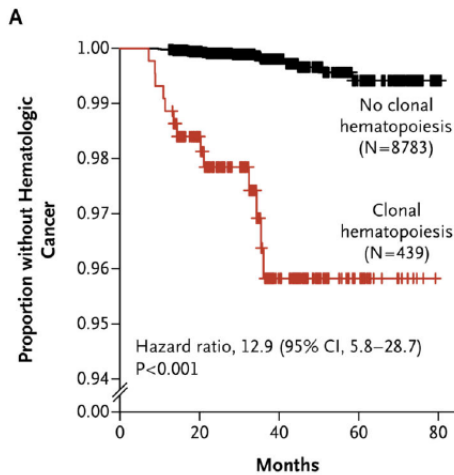 A
Proportion without Hematologic
Cancer
1.00
0.99
0.98
0.97
0.96
0.95
0.94
0.00
No clonal
hematopoiesis
(N=8783)
Clonal
hematopoiesis
(N=439)
Hazard ratio, 12.9 (95% CI, 5.8–28.7)
P<0.001
0 20 40 60 80
Months